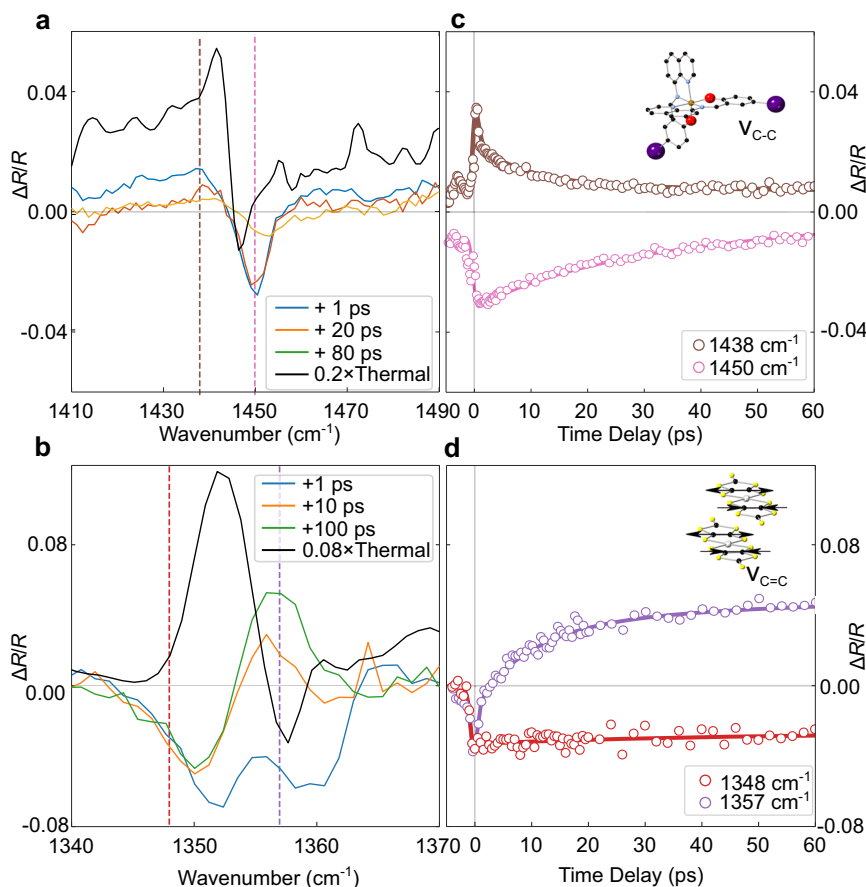 a
ΔR/R
0.04
0.00
-0.04
+ 1 ps
+ 20 ps
+ 80 ps
0.2×Thermal
1410 1430 1450 1470 1490
Wavenumber (cm⁻¹)
c
νC-C
0.04
0.00
-0.04
ΔR/R
1438 cm⁻¹
1450 cm⁻¹
0 10 20 30 40 50 60
Time Delay (ps)
b
ΔR/R
0.08
0.00
-0.08
+1 ps
+10 ps
+100 ps
0.08×Thermal
1340 1350 1360 1370
Wavenumber (cm⁻¹)
d
νC=C
0.08
0.00
-0.08
ΔR/R
1348 cm⁻¹
1357 cm⁻¹
0 10 20 30 40 50 60
Time Delay (ps)